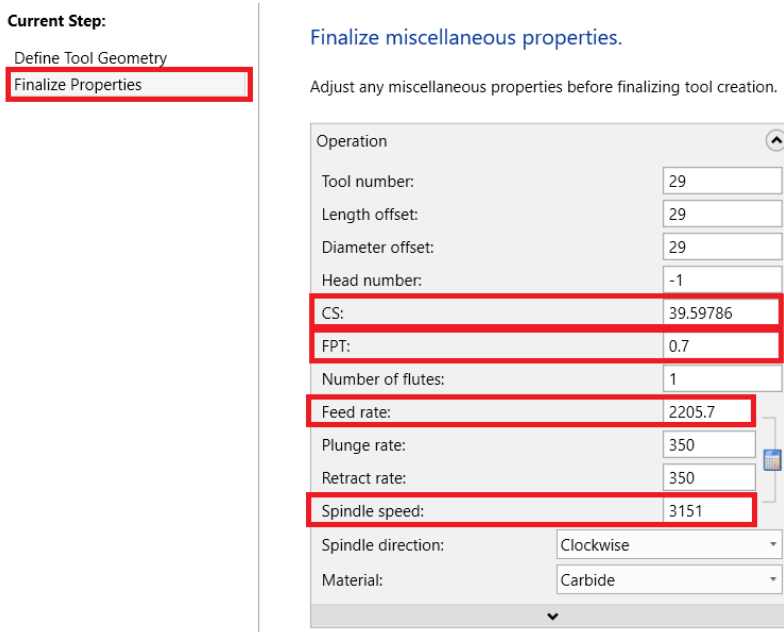 Current Step:
Define Tool Geometry
Finalize Properties
Finalize miscellaneous properties.
Adjust any miscellaneous properties before finalizing tool creation.
Operation
Tool number: 29
Length offset: 29
Diameter offset: 29
Head number: -1
CS: 39.59786
FPT: 0.7
Number of flutes: 1
Feed rate: 2205.7
Plunge rate: 350
Retract rate: 350
Spindle speed: 3151
Spindle direction: Clockwise
Material: Carbide